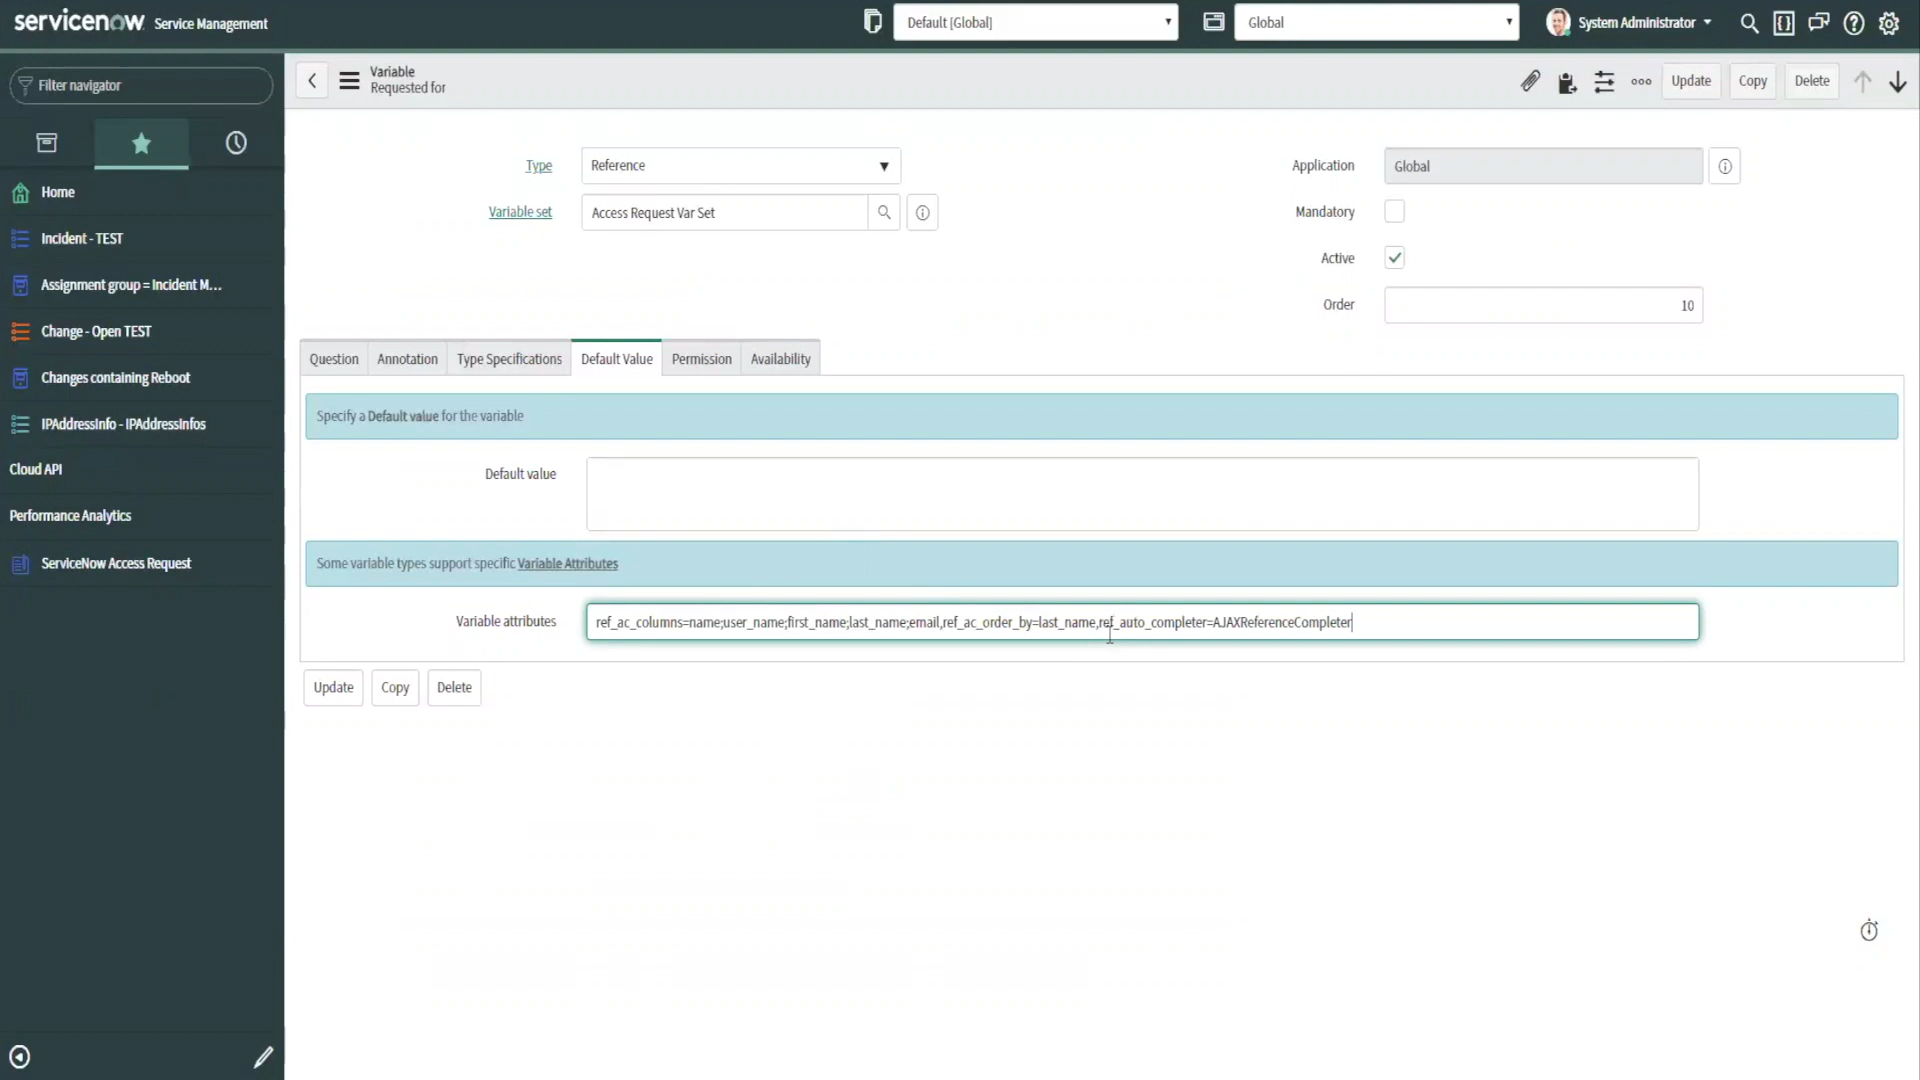 servicenow Service Management
Default [Global]
Global
System Administrator
Filter navigator
Variable
Requested for
Update
Copy
Delete
Home
Incident - TEST
Assignment group = Incident M...
Change - Open TEST
Changes containing Reboot
IPAddressInfo - IPAddressInfos
Cloud API
Performance Analytics
ServiceNow Access Request
Type
Reference
Variable set
Access Request Var Set
Application
Global
Mandatory
Active
Order
10
Question
Annotation
Type Specifications
Default Value
Permission
Availability
Specify a Default value for the variable
Default value
Some variable types support specific Variable Attributes
Variable attributes
ref_ac_columns=name;user_name;first_name;last_name;email,ref_ac_order_by=last_name,ref_auto_completer=AJAXReferenceCompleter
Update
Copy
Delete